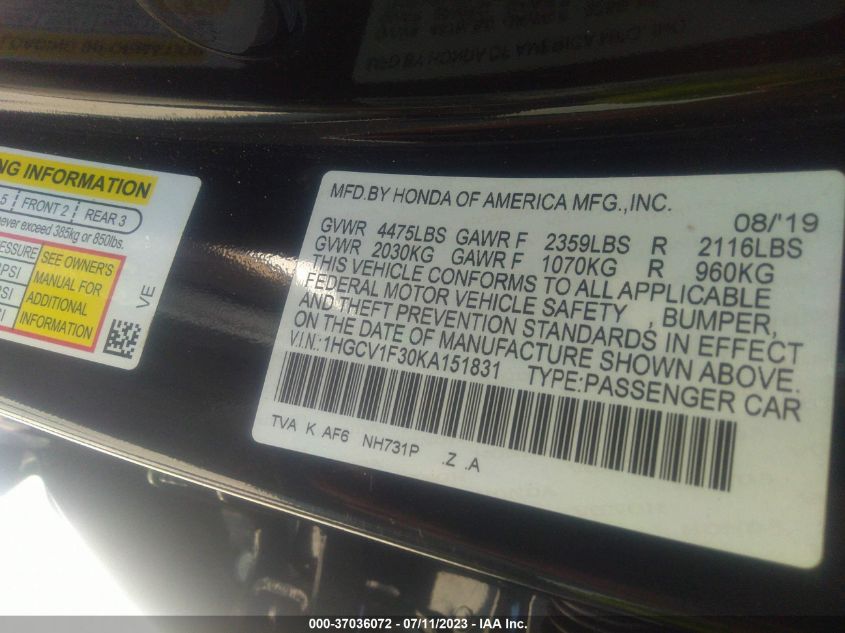 NG INFORMATION
5 FRONT 2 REAR 3
never exceed 385kg or 850lbs.
SEE OWNER'S
MANUAL FOR
ADDITIONAL
INFORMATION
PSI
VE
MFD.BY HONDA OF AMERICA MFG.,INC.
08/'19
GVWR 4475LBS GAWR F 2359LBS R 2116LBS
GVWR 2030KG GAWR F 1070KG R 960KG
THIS VEHICLE CONFORMS TO ALL APPLICABLE
FEDERAL MOTOR VEHICLE SAFETY , BUMPER,
AND THEFT PREVENTION STANDARDS IN EFFECT
ON THE DATE OF MANUFACTURE SHOWN ABOVE.
V.I.N.:1HGCV1F30KA151831 TYPE:PASSENGER CAR
TVA K AF6 NH731P .Z .A
000-37036072 - 07/11/2023 - IAA Inc.